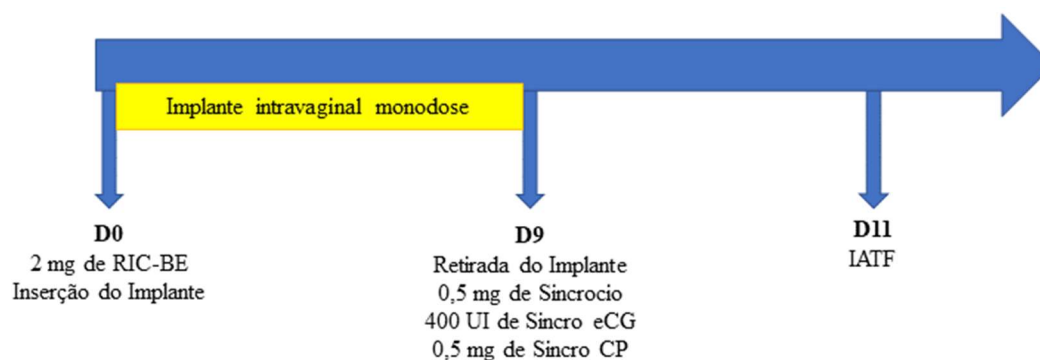 Implante intravaginal monodose
D0
2 mg de RIC-BE
Inserção do Implante
D9
Retirada do Implante
0,5 mg de Sincrocio
400 UI de Sincro eCG
0,5 mg de Sincro CP
D11
IATF